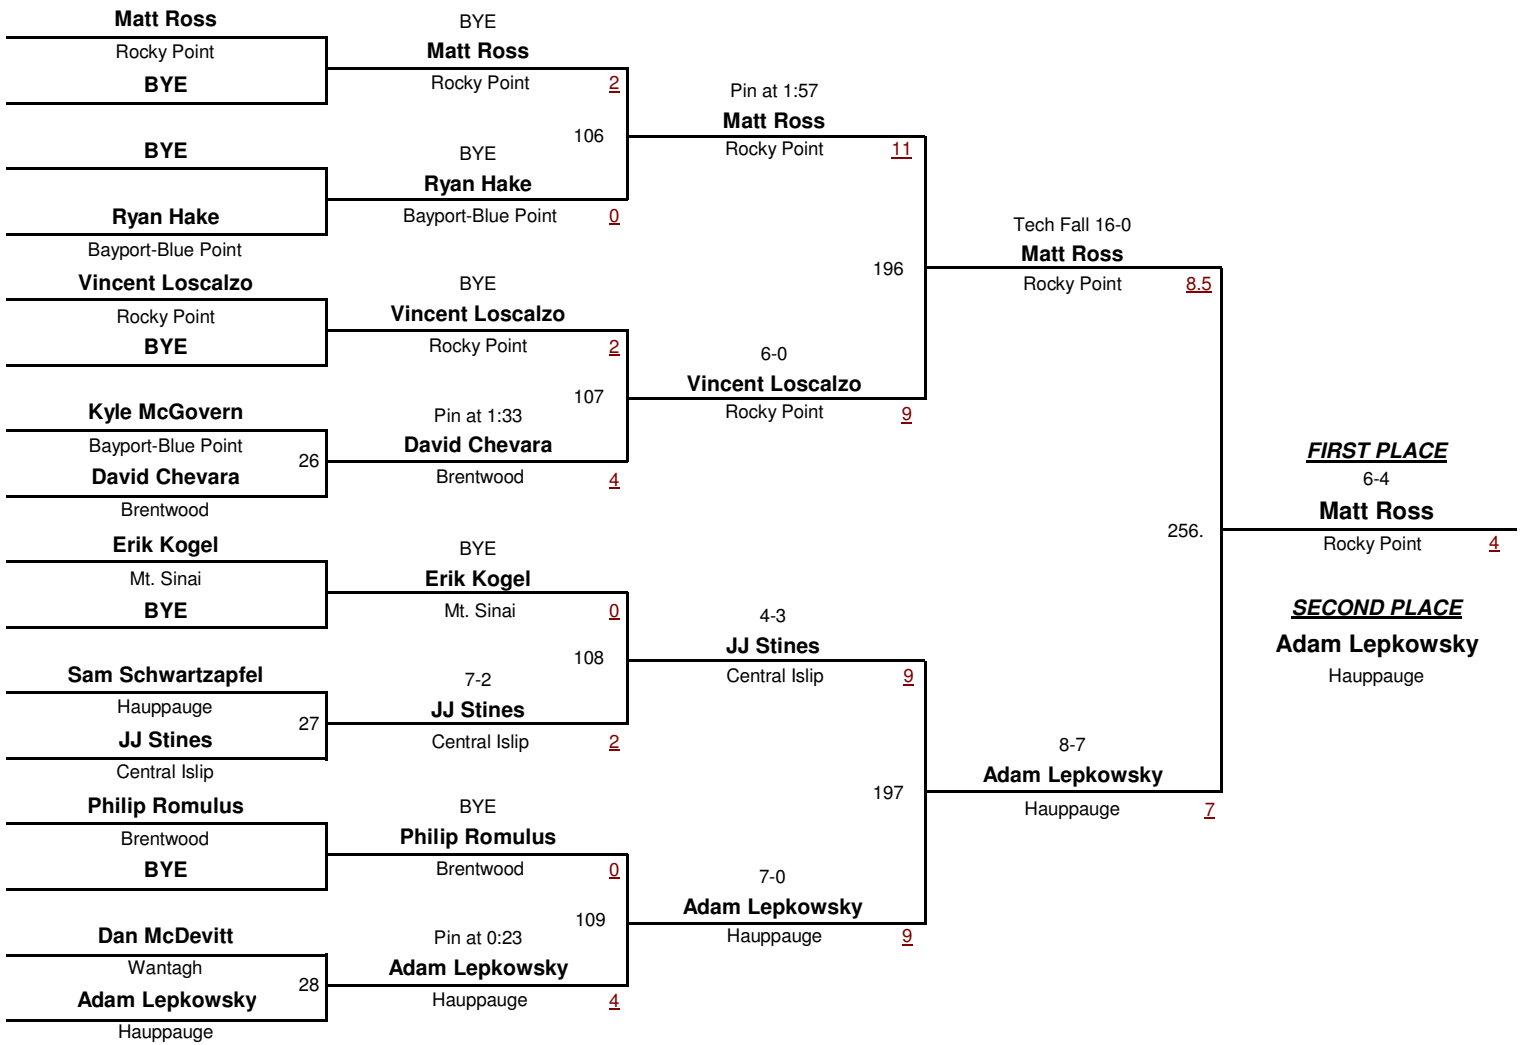 Matt Ross
Rocky Point
BYE
BYE
Ryan Hake
Bayport-Blue Point
Vincent Loscalzo
Rocky Point
BYE
Kyle McGovern
Bayport-Blue Point
26
David Chevara
Brentwood
Erik Kogel
Mt. Sinai
BYE
Sam Schwartzapfel
Hauppauge
27
JJ Stines
Central Islip
Philip Romulus
Brentwood
BYE
Dan McDevitt
Wantagh
28
Adam Lepkowsky
Hauppauge
BYE
Matt Ross
Rocky Point 2
106
BYE
Ryan Hake
Bayport-Blue Point 0
BYE
Vincent Loscalzo
Rocky Point 2
107
Pin at 1:33
David Chevara
Brentwood 4
BYE
Erik Kogel
Mt. Sinai 0
108
7-2
JJ Stines
Central Islip 2
BYE
Philip Romulus
Brentwood 0
109
Pin at 0:23
Adam Lepkowsky
Hauppauge 4
Pin at 1:57
Matt Ross
Rocky Point 11
196
6-0
Vincent Loscalzo
Rocky Point 9
4-3
JJ Stines
Central Islip 9
197
7-0
Adam Lepkowsky
Hauppauge 9
Tech Fall 16-0
Matt Ross
Rocky Point 8.5
256.
8-7
Adam Lepkowsky
Hauppauge 7
FIRST PLACE
6-4
Matt Ross
Rocky Point 4
SECOND PLACE
Adam Lepkowsky
Hauppauge